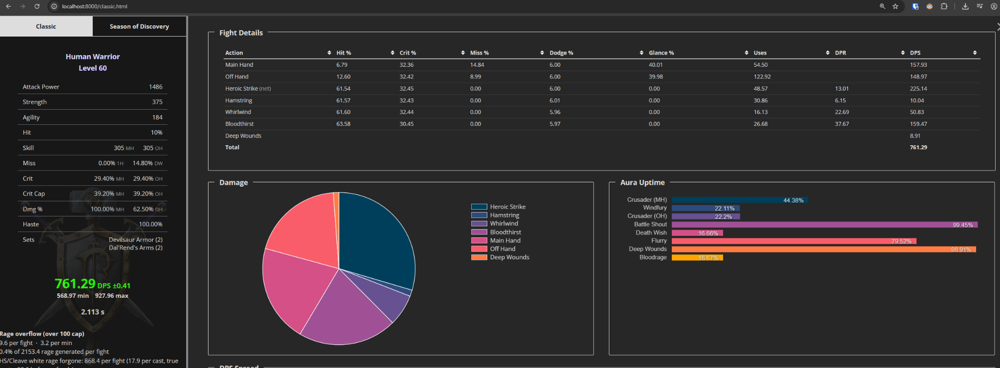 localhost:8000/classic.html
Classic Season of Discovery
Human Warrior
Level 60
Attack Power 1486
Strength 375
Agility 184
Hit 10%
Skill 305 MH 305 OH
Miss 0.00% 1H 14.80% DW
Crit 29.40% MH 29.40% OH
Crit Cap 39.20% MH 39.20% OH
Dmg % 100.00% MH 62.50% OH
Haste 100.00%
Sets Devilsaur Armor (2)
Dal'Rend's Arms (2)
761.29 DPS ±0.41
568.97 min 927.96 max
2.113 s
Rage overflow (over 100 cap)
9.6 per fight · 3.2 per min
0.4% of 2153.4 rage generated per fight
HS/Cleave white rage forgone: 868.4 per fight (17.9 per cast, true
Fight Details
Action Hit % Crit % Miss % Dodge % Glance % Uses DPR DPS
Main Hand 6.79 32.36 14.84 6.00 40.01 54.50 157.93
Off Hand 12.60 32.42 8.99 6.00 39.98 122.92 148.97
Heroic Strike (net) 61.54 32.45 0.00 6.00 0.00 48.57 13.01 225.14
Hamstring 61.57 32.43 0.00 6.01 0.00 30.86 6.15 10.04
Whirlwind 61.60 32.44 0.00 5.96 0.00 16.13 22.69 50.83
Bloodthirst 63.58 30.45 0.00 5.97 0.00 26.68 37.67 159.47
Deep Wounds 8.91
Total 761.29
Damage
Heroic Strike
Hamstring
Whirlwind
Bloodthirst
Main Hand
Off Hand
Deep Wounds
Aura Uptime
Crusader (MH) 44.38%
Windfury 22.11%
Crusader (OH) 22.2%
Battle Shout 99.45%
Death Wish 16.66%
Flurry 79.52%
Deep Wounds 98.91%
Bloodrage 16.67%
DPS Spread